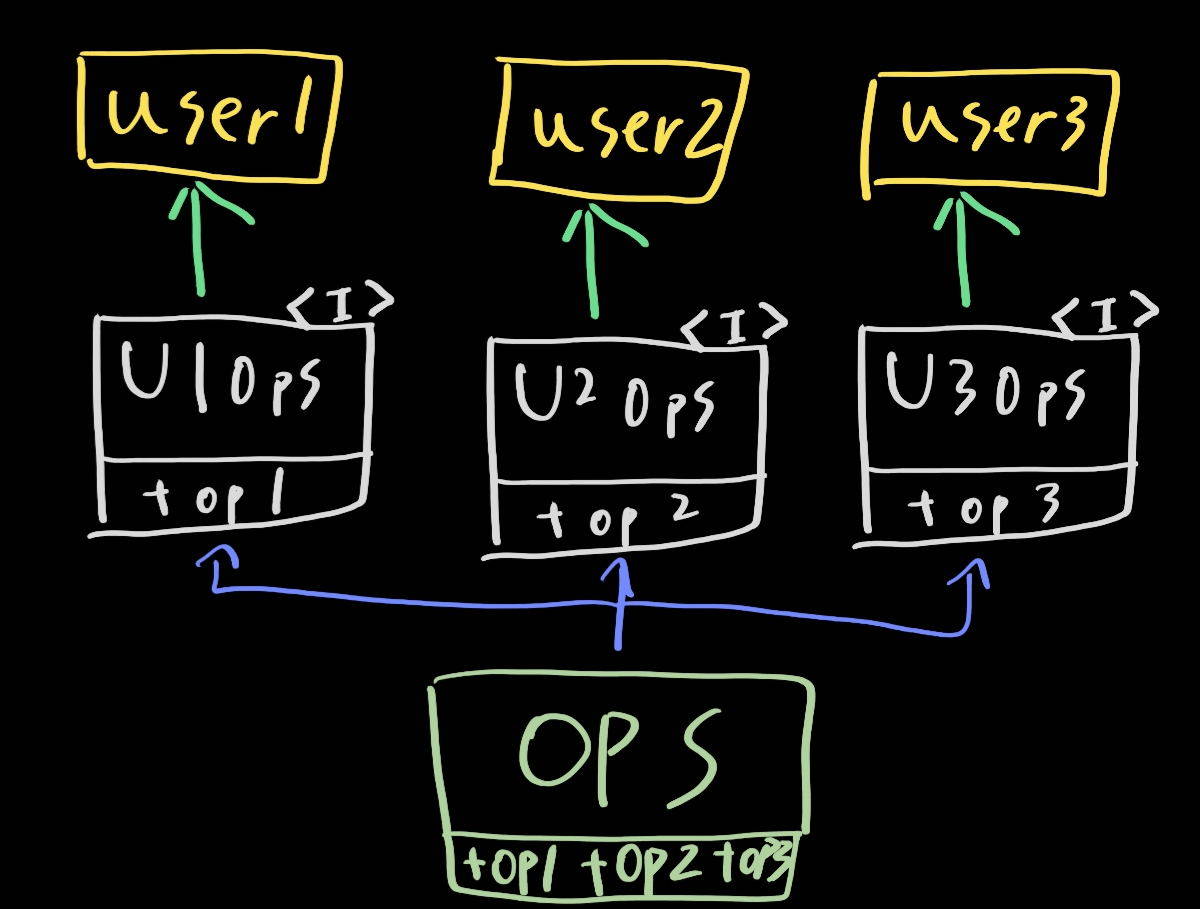 user1
user2
user3
<I>
<I>
<I>
U1Ops
U2Ops
U3Ops
+op1
+op2
+op3
OPS
+op1 +op2 +op3